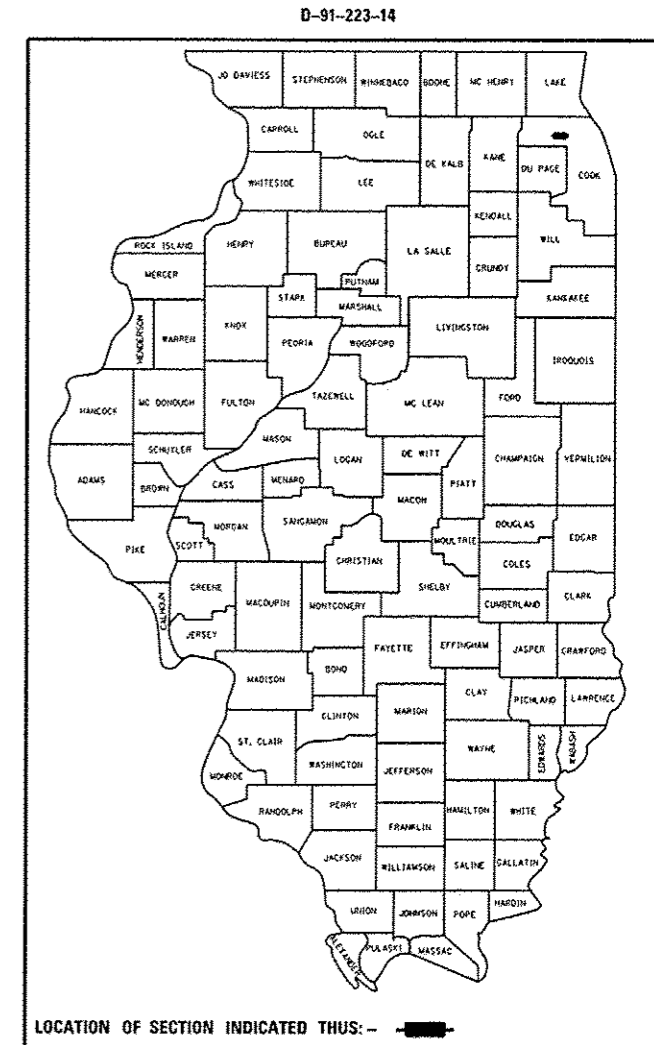 D-91-223-14
JO DAVIESS STEPHENSON WINNEBAGO BOONE MC HENRY LAKE
CARROLL OGLE DE KALB KANE DU PAGE COOK
WHITESIDE LEE
KENDALL
ROCK ISLAND HENRY BUREAU LA SALLE GRUNDY WILL
MERCER PUTNAM
STARK MARSHALL KANKAKEE
HENDERSON WARREN KNOX PEORIA WOODFORD LIVINGSTON IROQUOIS
HANCOCK MC DONOUGH FULTON TAZEWELL MC LEAN FORD
MASON
SCHUYLER LOGAN DE WITT CHAMPAIGN VERMILION
ADAMS BROWN CASS MENARD MACON PIATT
MORGAN SANGAMON DOUGLAS
PIKE SCOTT CHRISTIAN MOULTRIE COLES EDGAR
GREENE SHELBY
CALHOUN MACOUPIN MONTGOMERY CUMBERLAND CLARK
JERSEY FAYETTE EFFINGHAM JASPER CRAWFORD
MADISON BOND CLAY RICHLAND LAWRENCE
CLINTON MARION
ST. CLAIR WAYNE EDWARDS WABASH
WASHINGTON JEFFERSON
MONROE
RANDOLPH PERRY HAMILTON WHITE
FRANKLIN
JACKSON WILLIAMSON SALINE GALLATIN
UNION JOHNSON POPE HARDIN
ALEXANDER PULASKI MASSAC
LOCATION OF SECTION INDICATED THUS: -